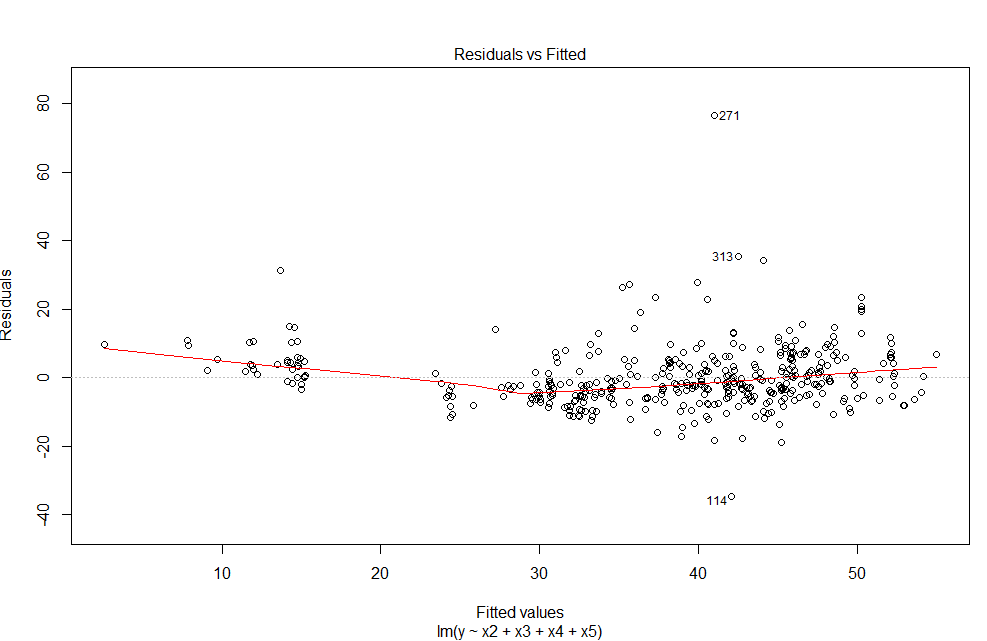 Residuals vs Fitted
80
60
40
20
0
-20
-40
Residuals
271
313
114
10 20 30 40 50
Fitted values
lm(y ~ x2 + x3 + x4 + x5)